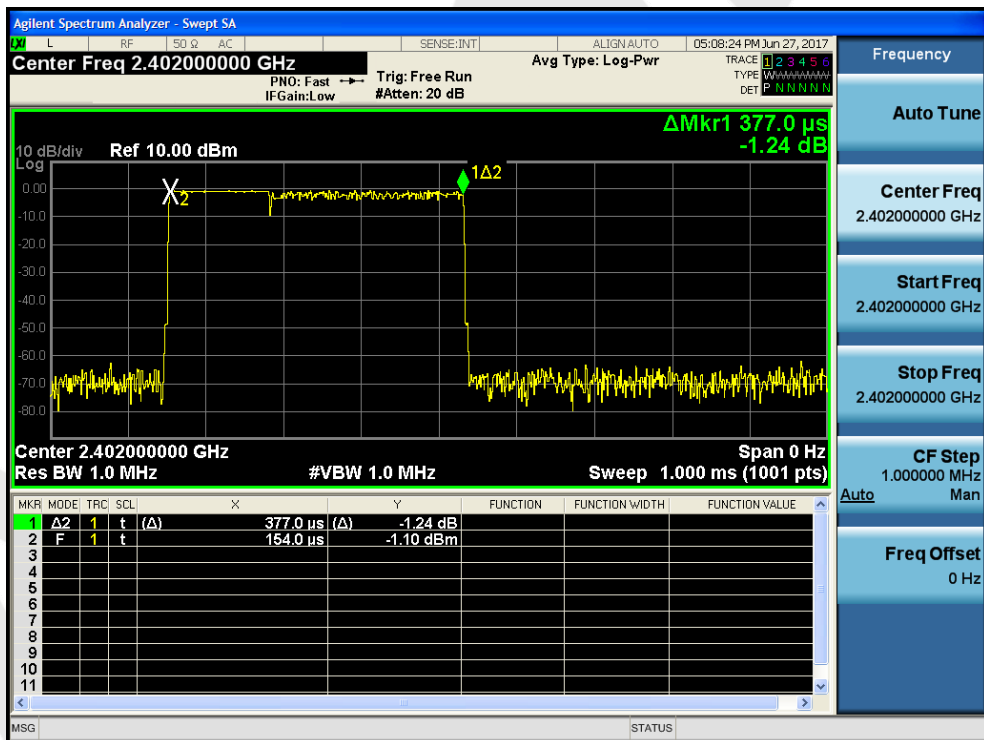 Agilent Spectrum Analyzer - Swept SA
LXI L RF 50 Ω AC SENSE:INT ALIGN AUTO 05:08:24 PM Jun 27, 2017
Center Freq 2.402000000 GHz
Avg Type: Log-Pwr
TRACE 1 2 3 4 5 6
PNO: Fast
Trig: Free Run
TYPE W
IFGain:Low
#Atten: 20 dB
DET P N N N N N
ΔMkr1 377.0 µs
-1.24 dB
10 dB/div Ref 10.00 dBm
Log
1Δ2
0.00
2
-10.0
-20.0
-30.0
-40.0
-50.0
-60.0
-70.0
-80.0
Center 2.402000000 GHz Span 0 Hz
Res BW 1.0 MHz #VBW 1.0 MHz Sweep 1.000 ms (1001 pts)
MKR MODE TRC SCL X Y FUNCTION FUNCTION WIDTH FUNCTION VALUE
1 Δ2 1 t (Δ) 377.0 µs (Δ) -1.24 dB
2 F 1 t 154.0 µs -1.10 dBm
3
4
5
6
7
8
9
10
11
MSG STATUS
Frequency
Auto Tune
Center Freq
2.402000000 GHz
Start Freq
2.402000000 GHz
Stop Freq
2.402000000 GHz
CF Step
1.000000 MHz
Auto Man
Freq Offset
0 Hz